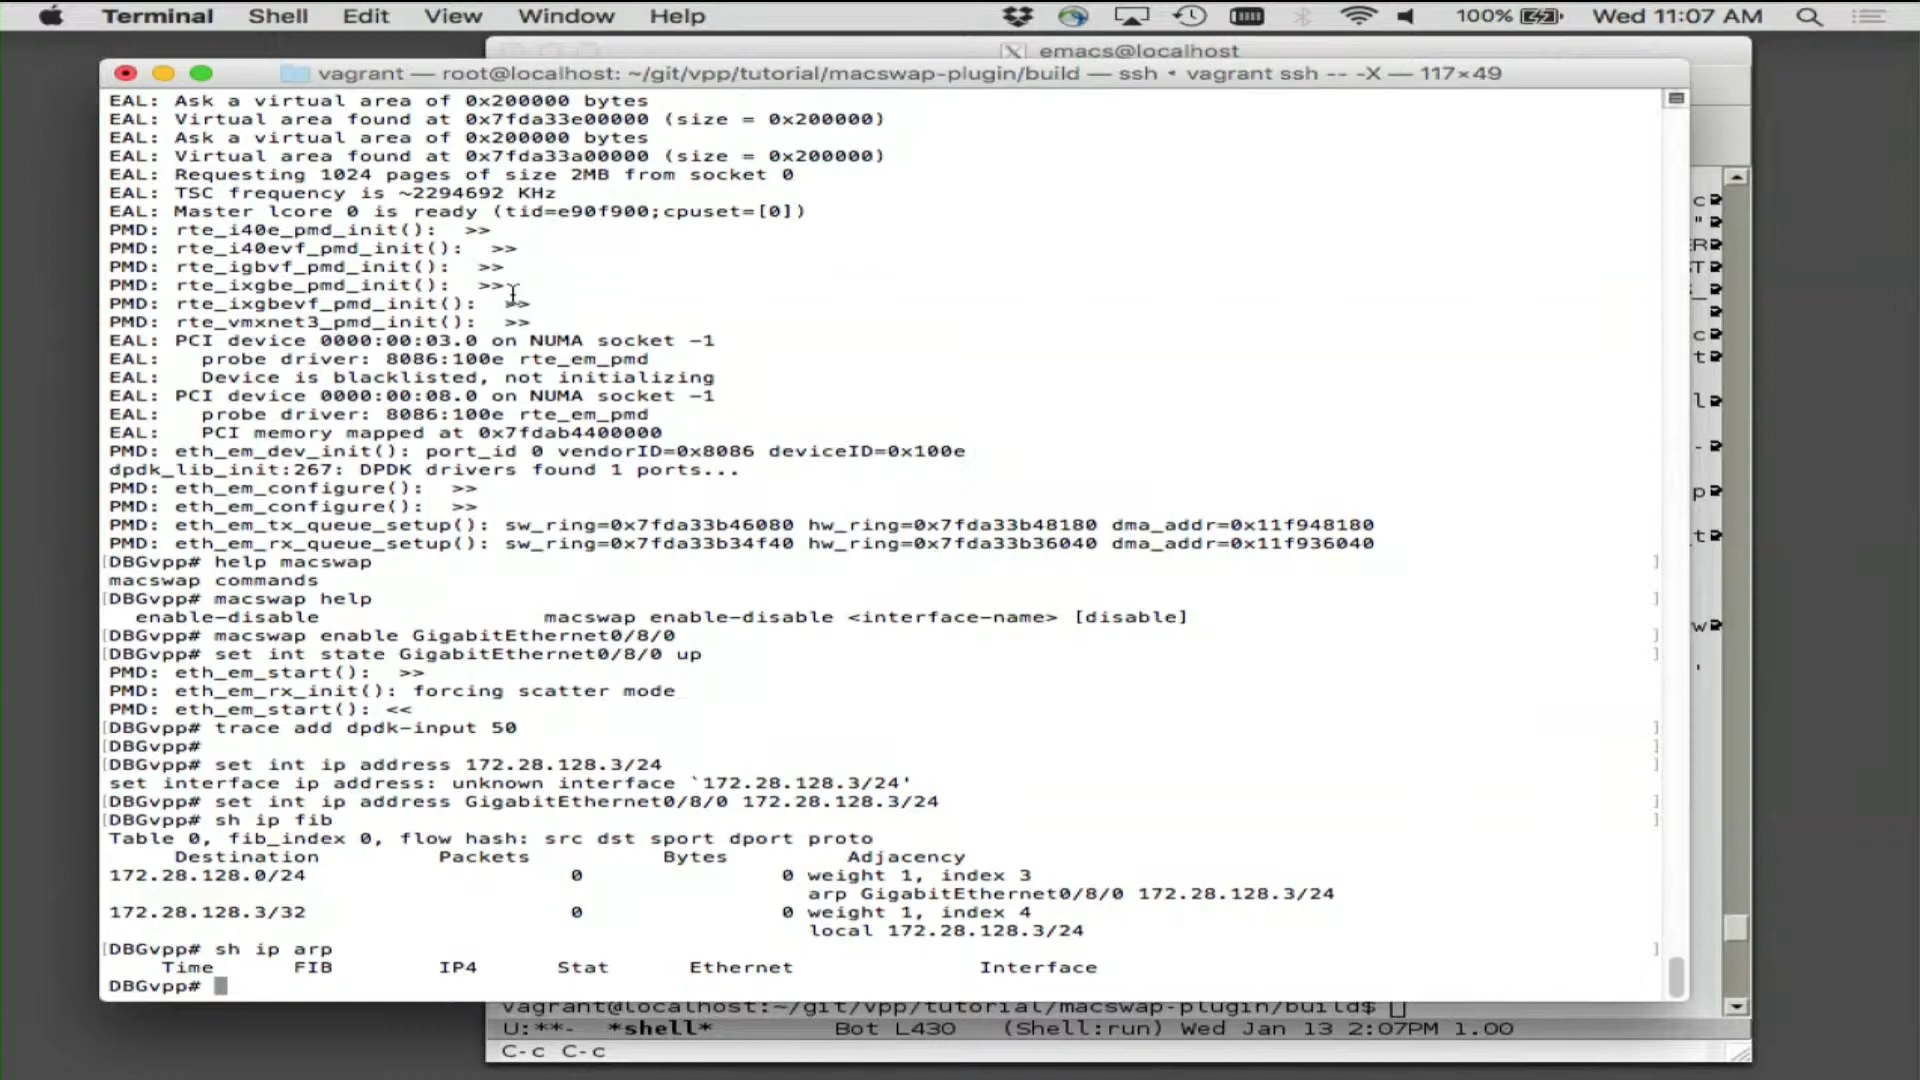 Terminal Shell Edit View Window Help 100% Wed 11:07 AM
emacs@localhost
vagrant — root@localhost: ~/git/vpp/tutorial/macswap-plugin/build — ssh • vagrant ssh -- -X — 117×49
EAL: Ask a virtual area of 0x200000 bytes
EAL: Virtual area found at 0x7fda33e00000 (size = 0x200000)
EAL: Ask a virtual area of 0x200000 bytes
EAL: Virtual area found at 0x7fda33a00000 (size = 0x200000)
EAL: Requesting 1024 pages of size 2MB from socket 0
EAL: TSC frequency is ~2294692 KHz
EAL: Master lcore 0 is ready (tid=e90f900;cpuset=[0])
PMD: rte_i40e_pmd_init():  >>
PMD: rte_i40evf_pmd_init():  >>
PMD: rte_igbvf_pmd_init():  >>
PMD: rte_ixgbe_pmd_init():  >>
PMD: rte_ixgbevf_pmd_init():  >>
PMD: rte_vmxnet3_pmd_init():  >>
EAL: PCI device 0000:00:03.0 on NUMA socket -1
EAL:   probe driver: 8086:100e rte_em_pmd
EAL:   Device is blacklisted, not initializing
EAL: PCI device 0000:00:08.0 on NUMA socket -1
EAL:   probe driver: 8086:100e rte_em_pmd
EAL:   PCI memory mapped at 0x7fdab4400000
PMD: eth_em_dev_init(): port_id 0 vendorID=0x8086 deviceID=0x100e
dpdk_lib_init:267: DPDK drivers found 1 ports...
PMD: eth_em_configure():  >>
PMD: eth_em_configure():  >>
PMD: eth_em_tx_queue_setup(): sw_ring=0x7fda33b46080 hw_ring=0x7fda33b48180 dma_addr=0x11f948180
PMD: eth_em_rx_queue_setup(): sw_ring=0x7fda33b34f40 hw_ring=0x7fda33b36040 dma_addr=0x11f936040
[DBGvpp# help macswap ]
macswap commands
[DBGvpp# macswap help ]
  enable-disable                 macswap enable-disable <interface-name> [disable]
[DBGvpp# macswap enable GigabitEthernet0/8/0 ]
[DBGvpp# set int state GigabitEthernet0/8/0 up ]
PMD: eth_em_start():  >>
PMD: eth_em_rx_init(): forcing scatter mode
PMD: eth_em_start(): <<
[DBGvpp# trace add dpdk-input 50 ]
[DBGvpp# ]
[DBGvpp# set int ip address 172.28.128.3/24 ]
set interface ip address: unknown interface `172.28.128.3/24'
[DBGvpp# set int ip address GigabitEthernet0/8/0 172.28.128.3/24 ]
[DBGvpp# sh ip fib ]
Table 0, fib_index 0, flow hash: src dst sport dport proto
     Destination         Packets          Bytes         Adjacency
172.28.128.0/24                    0               0 weight 1, index 3
                                                     arp GigabitEthernet0/8/0 172.28.128.3/24
172.28.128.3/32                    0               0 weight 1, index 4
                                                     local 172.28.128.3/24
[DBGvpp# sh ip arp ]
    Time      FIB        IP4      Stat      Ethernet              Interface
DBGvpp#
vagrant@localhost:~/git/vpp/tutorial/macswap-plugin/build$
U:**-  *shell*         Bot L430   (Shell:run) Wed Jan 13 2:07PM 1.00
C-c C-c